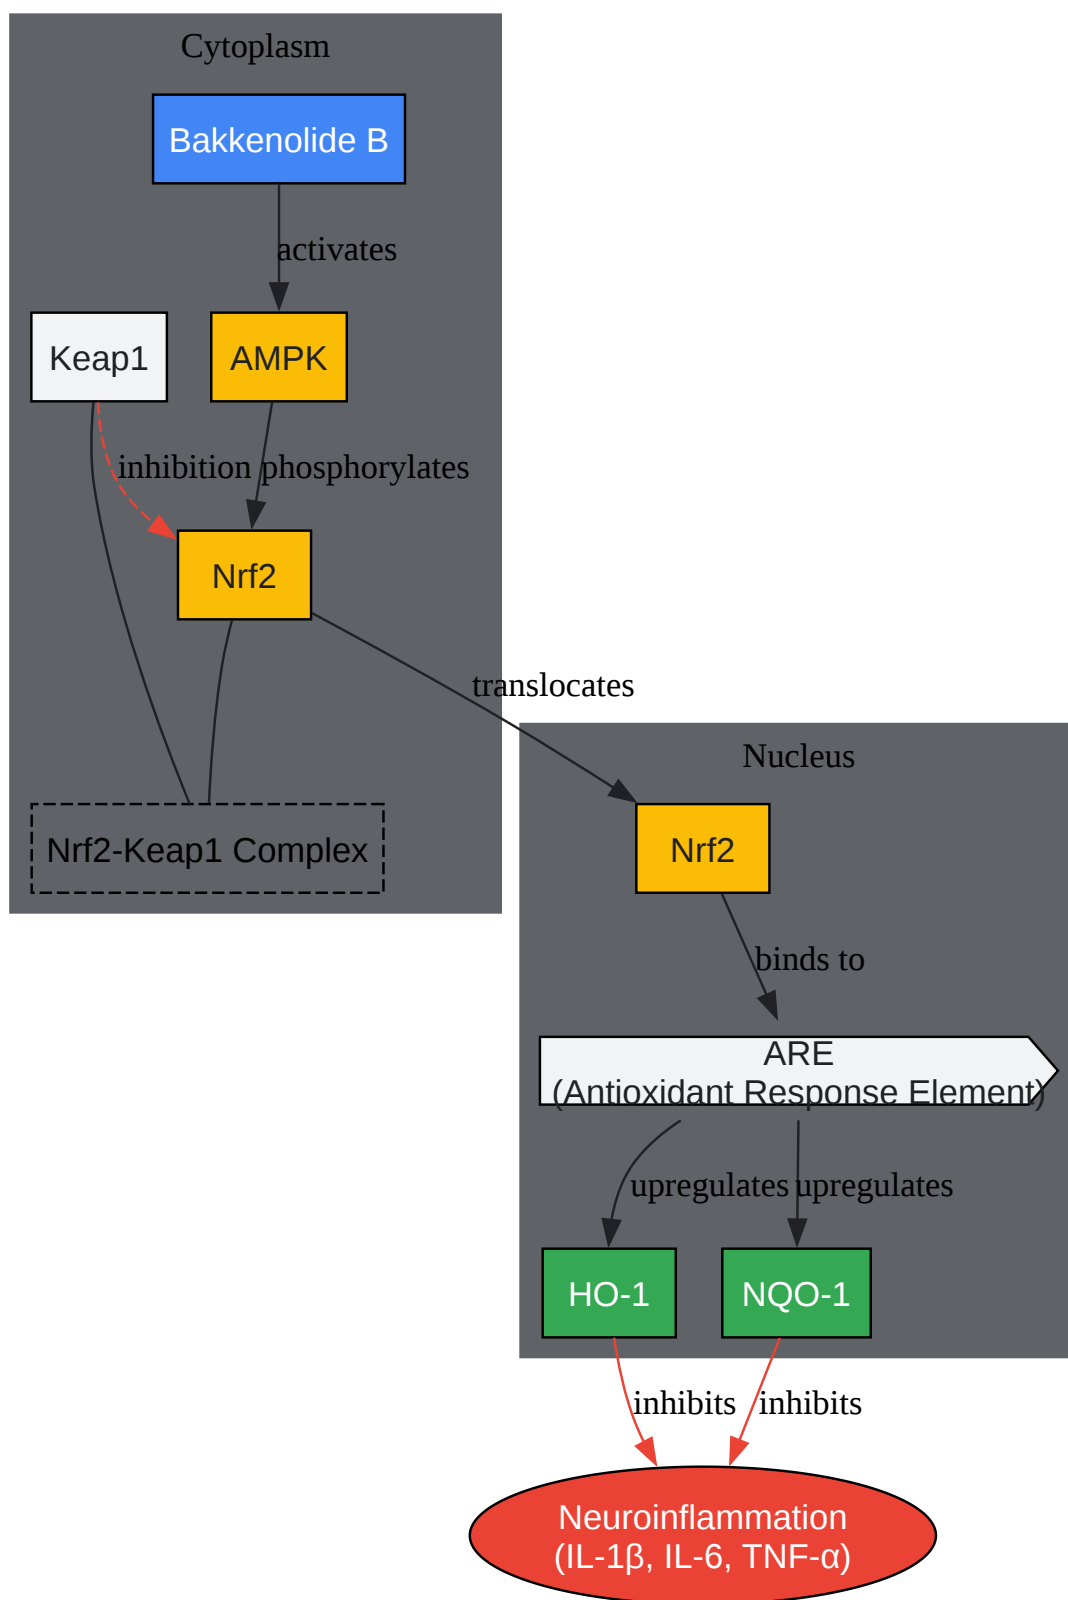 Cytoplasm
Bakkenolide B
activates
Keap1
AMPK
inhibition
phosphorylates
Nrf2
translocates
Nucleus
Nrf2-Keap1 Complex
Nrf2
binds to
ARE
(Antioxidant Response Element)
upregulates
upregulates
HO-1
NQO-1
inhibits
inhibits
Neuroinflammation
(IL-1β, IL-6, TNF-α)